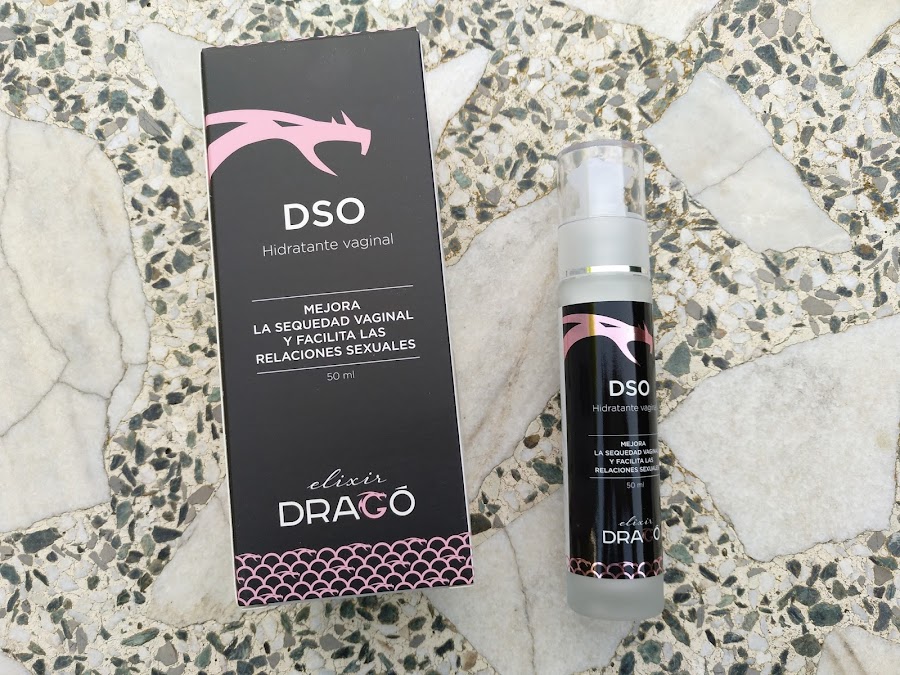 DSO
Hidratante vaginal
MEJORA
LA SEQUEDAD VAGINAL
Y FACILITA LAS
RELACIONES SEXUALES
50 ml
elixir
DRAGÓ
DSO
Hidratante vaginal
MEJORA
LA SEQUEDAD VAGINAL
Y FACILITA LAS
RELACIONES SEXUALES
50 ml
elixir
DRAGÓ